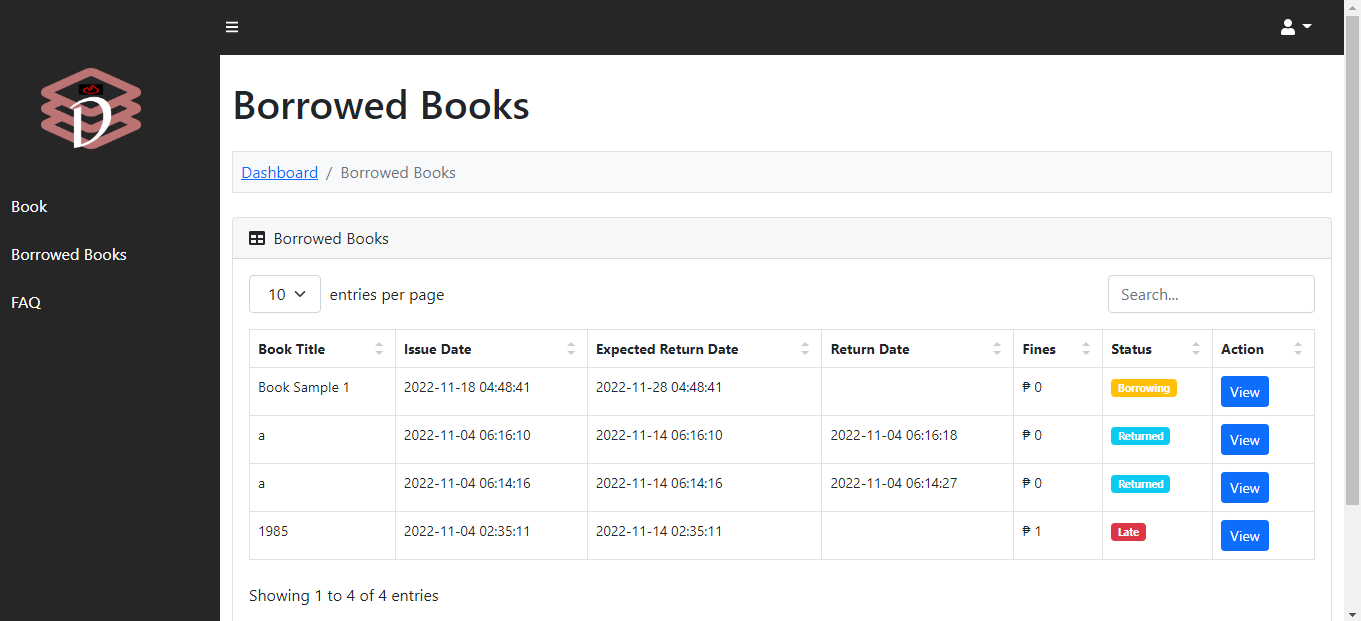 D
Book
Borrowed Books
FAQ
Borrowed Books
Dashboard / Borrowed Books
Borrowed Books
10 entries per page
Search...
Book Title Issue Date Expected Return Date Return Date Fines Status Action
Book Sample 1 2022-11-18 04:48:41 2022-11-28 04:48:41 ₱ 0 Borrowing View
a 2022-11-04 06:16:10 2022-11-14 06:16:10 2022-11-04 06:16:18 ₱ 0 Returned View
a 2022-11-04 06:14:16 2022-11-14 06:14:16 2022-11-04 06:14:27 ₱ 0 Returned View
1985 2022-11-04 02:35:11 2022-11-14 02:35:11 ₱ 1 Late View
Showing 1 to 4 of 4 entries